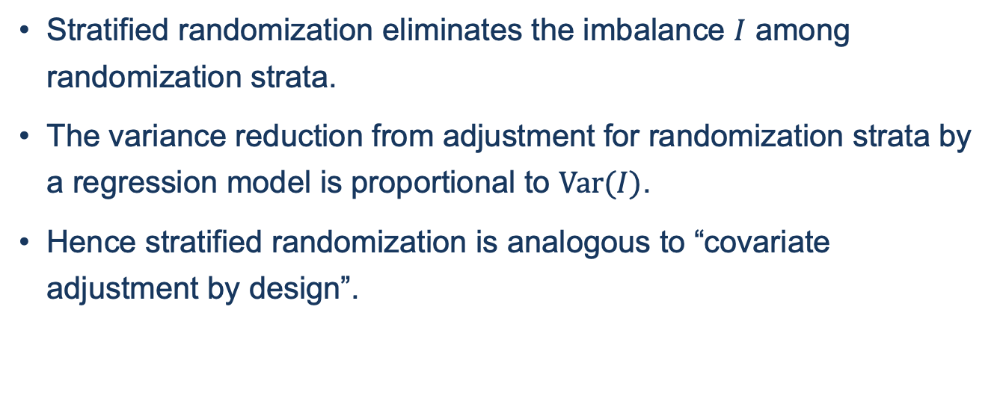 • Stratified randomization eliminates the imbalance I among
randomization strata.
• The variance reduction from adjustment for randomization strata by
a regression model is proportional to Var(I).
• Hence stratified randomization is analogous to “covariate
adjustment by design”.